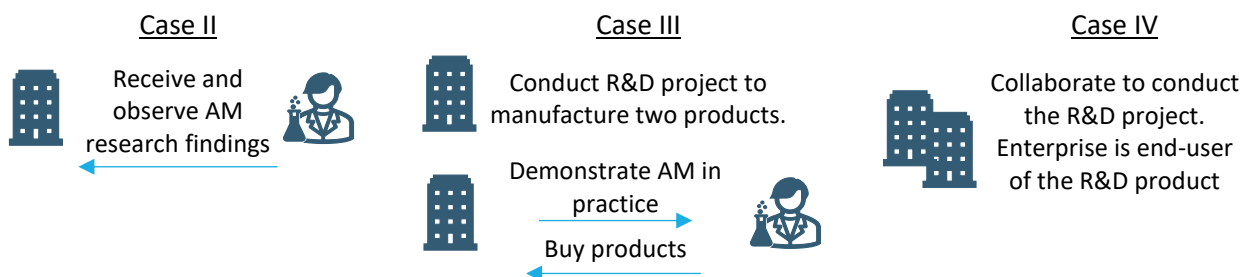 Case II
Receive and
observe AM
research findings
Case III
Conduct R&D project to
manufacture two products.
Demonstrate AM in
practice
Buy products
Case IV
Collaborate to conduct
the R&D project.
Enterprise is end-user
of the R&D product